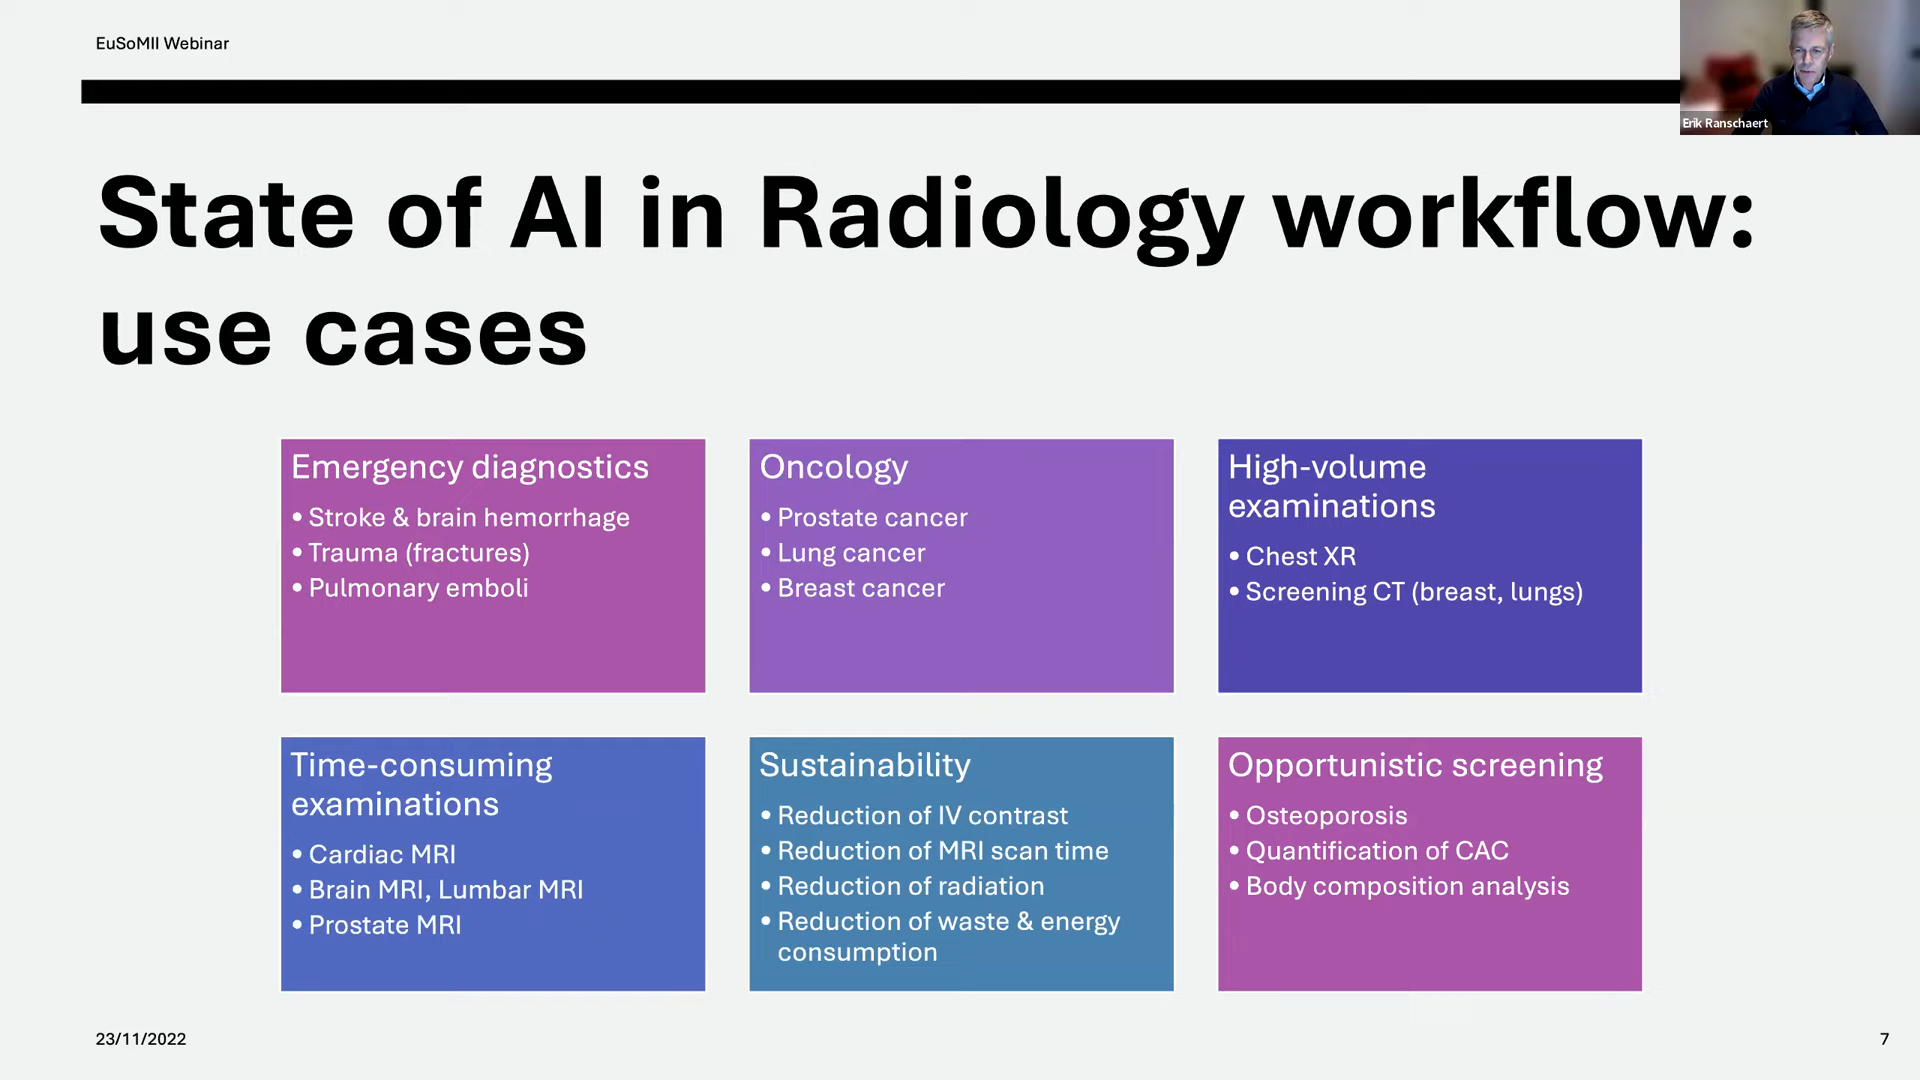 EuSoMII Webinar
Erik Ranschaert
State of AI in Radiology workflow:
use cases
Emergency diagnostics
• Stroke & brain hemorrhage
• Trauma (fractures)
• Pulmonary emboli
Oncology
• Prostate cancer
• Lung cancer
• Breast cancer
High-volume
examinations
• Chest XR
• Screening CT (breast, lungs)
Time-consuming
examinations
• Cardiac MRI
• Brain MRI, Lumbar MRI
• Prostate MRI
Sustainability
• Reduction of IV contrast
• Reduction of MRI scan time
• Reduction of radiation
• Reduction of waste & energy
consumption
Opportunistic screening
• Osteoporosis
• Quantification of CAC
• Body composition analysis
23/11/2022
7